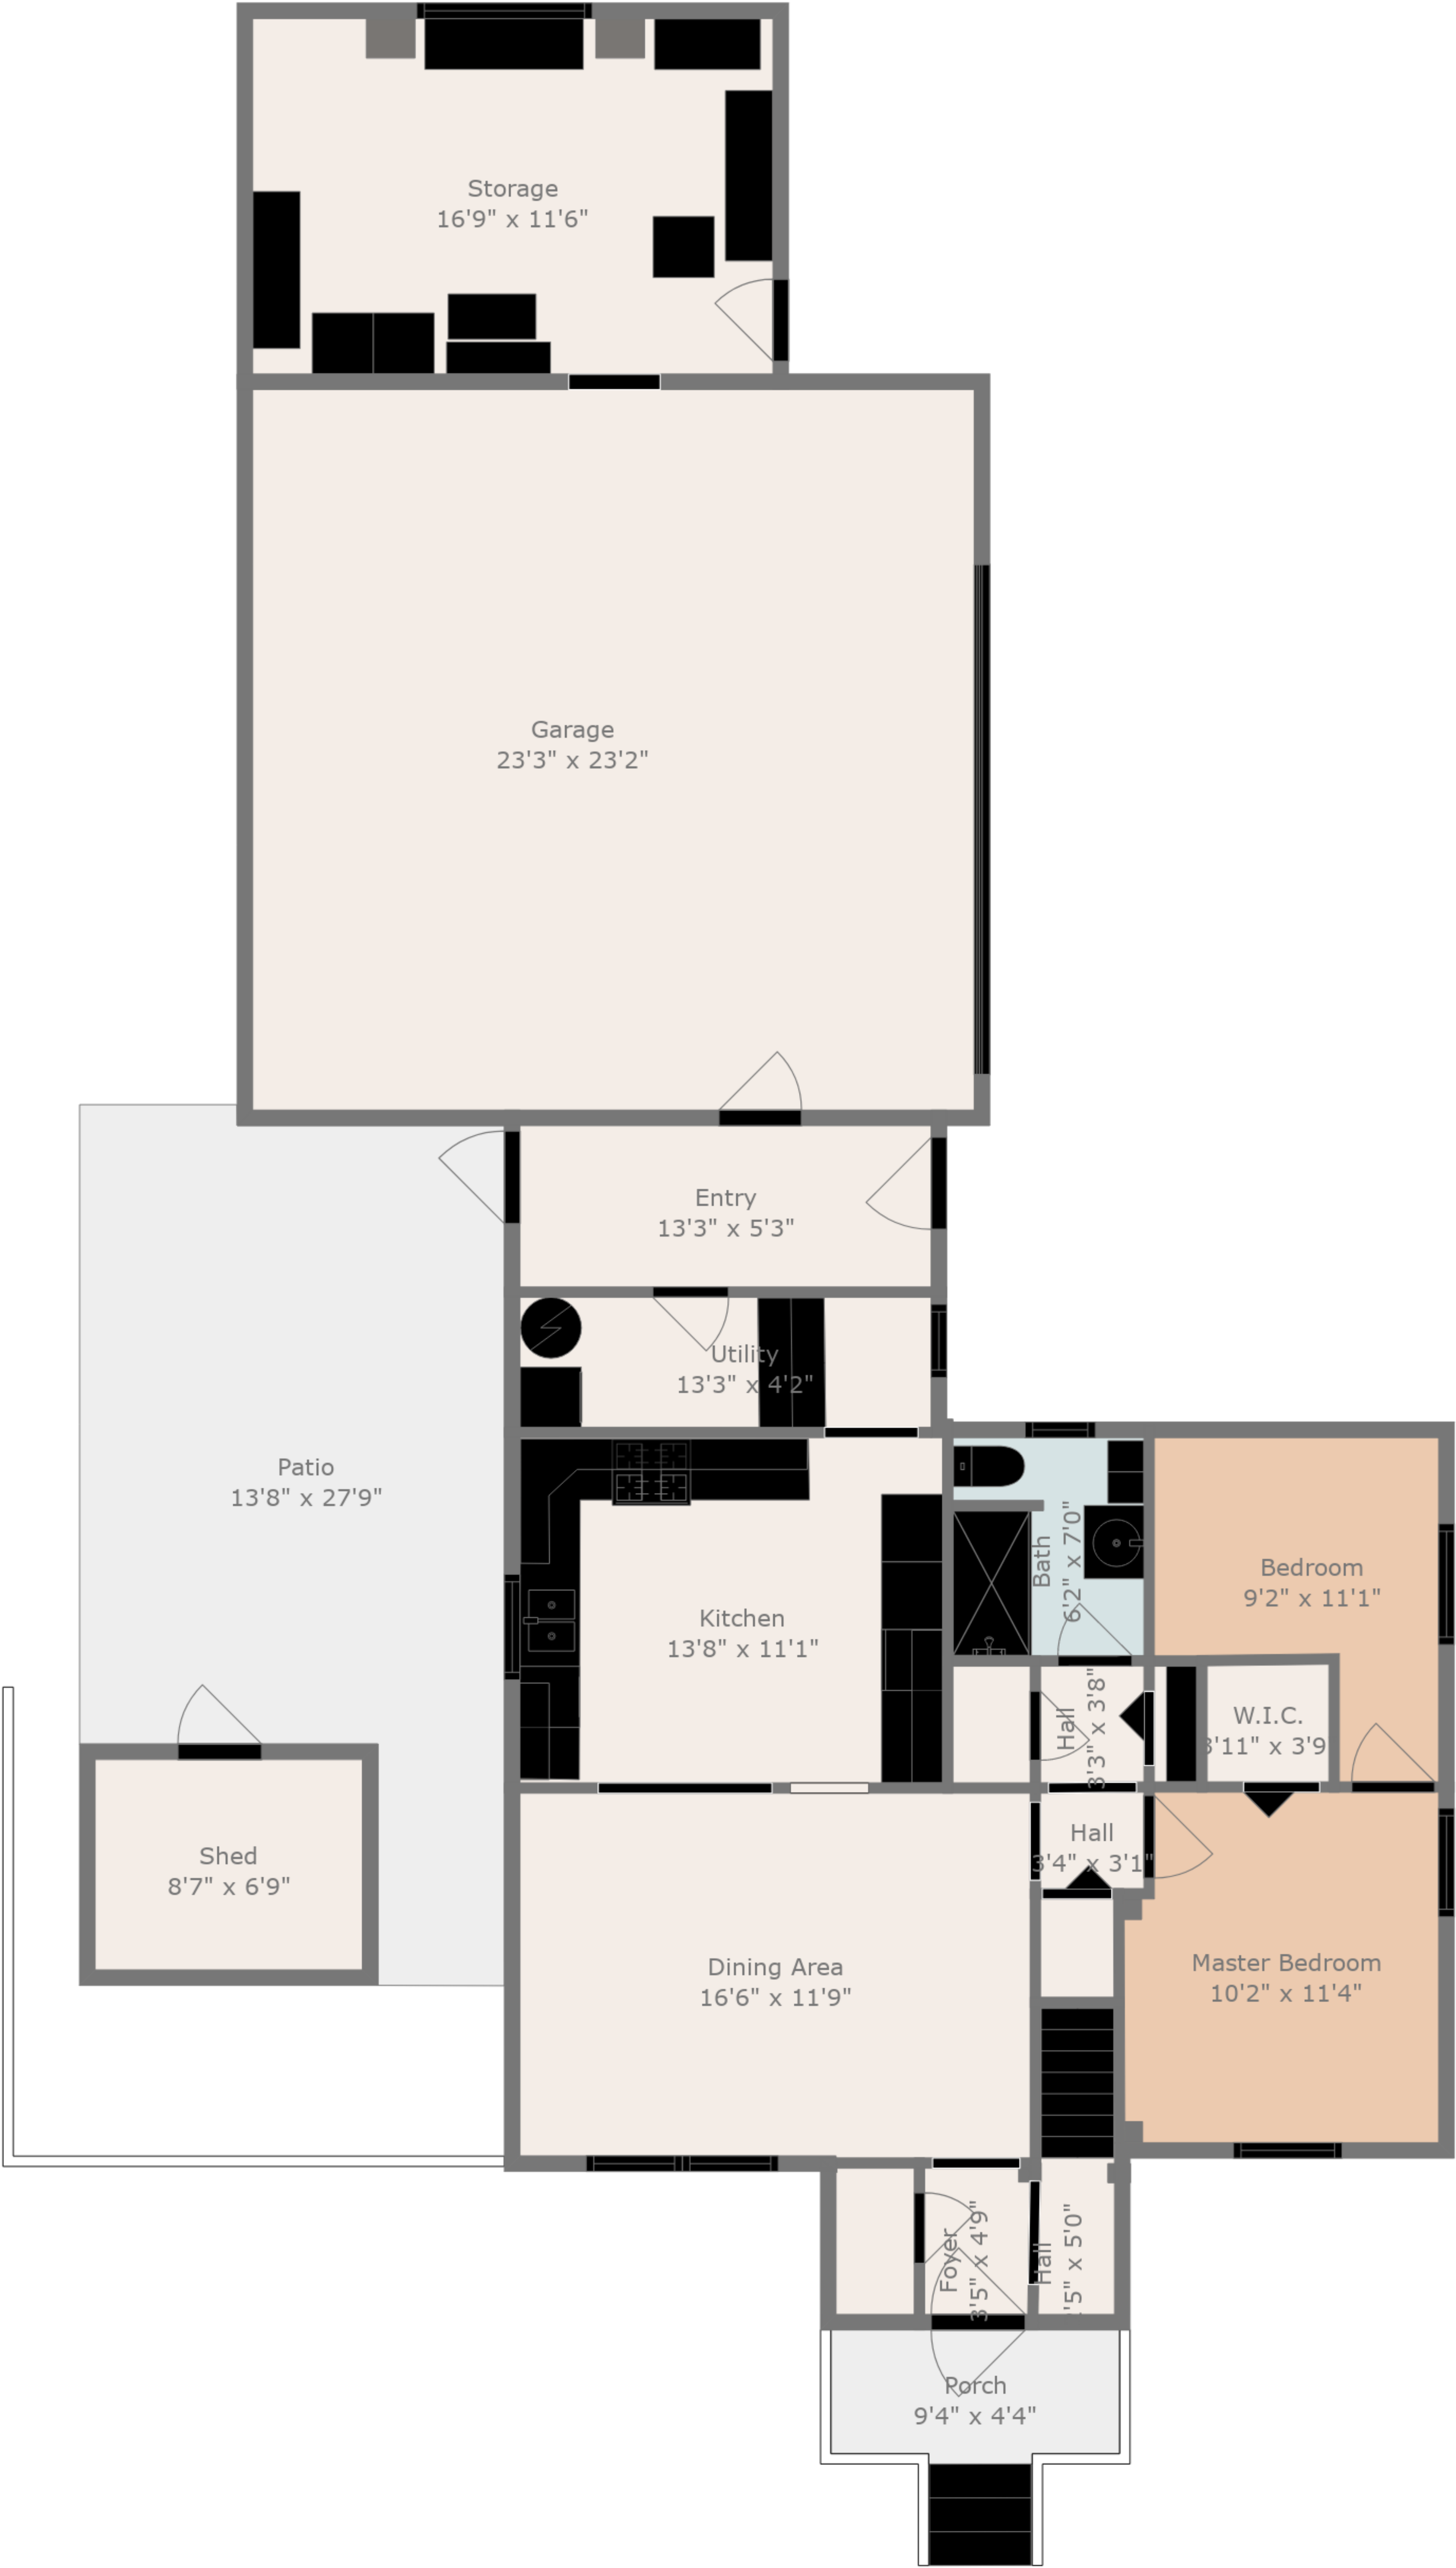 Storage
16'9" x 11'6"
Garage
23'3" x 23'2"
Entry
13'3" x 5'3"
Utility
13'3" x 4'2"
Patio
13'8" x 27'9"
Kitchen
13'8" x 11'1"
Bath
6'2" x 7'0"
Bedroom
9'2" x 11'1"
Hall
3'3" x 3'8"
W.I.C.
3'11" x 3'9
Hall
3'4" x 3'1"
Shed
8'7" x 6'9"
Dining Area
16'6" x 11'9"
Master Bedroom
10'2" x 11'4"
Foyer
3'5" x 4'9"
Hall
'5" x 5'0"
Porch
9'4" x 4'4"